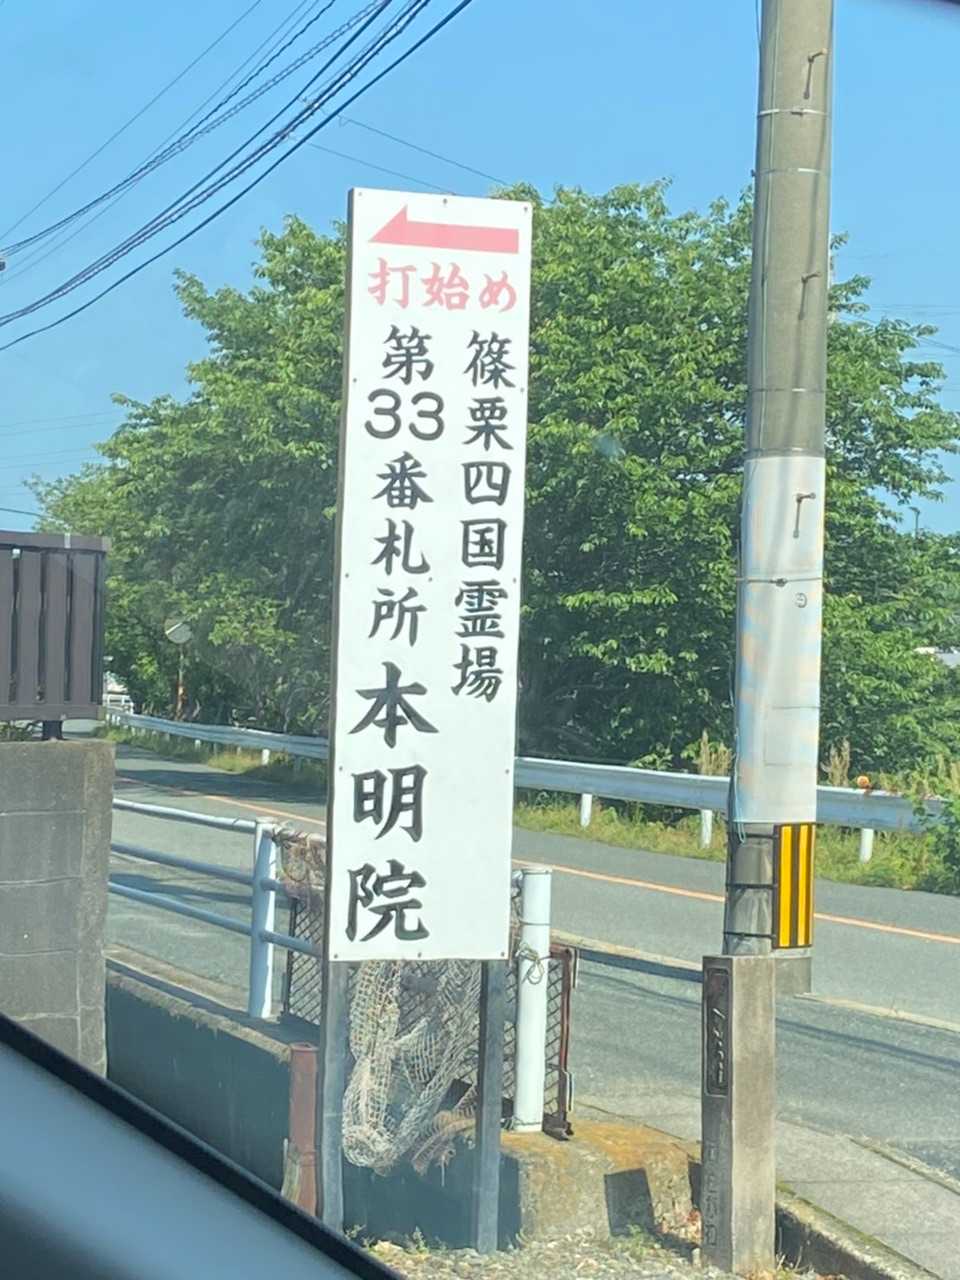 打始め
篠栗四国霊場
第33番札所本明院